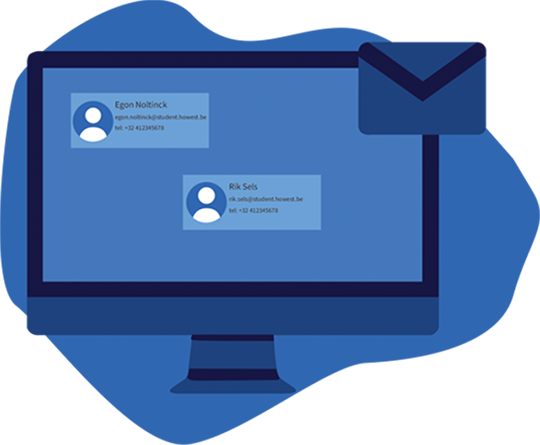 Egon Noltinck
egon.noltinck@student.howest.be
tel: +32 412345678
Rik Sels
rik.sels@student.howest.be
tel: +32 412345678